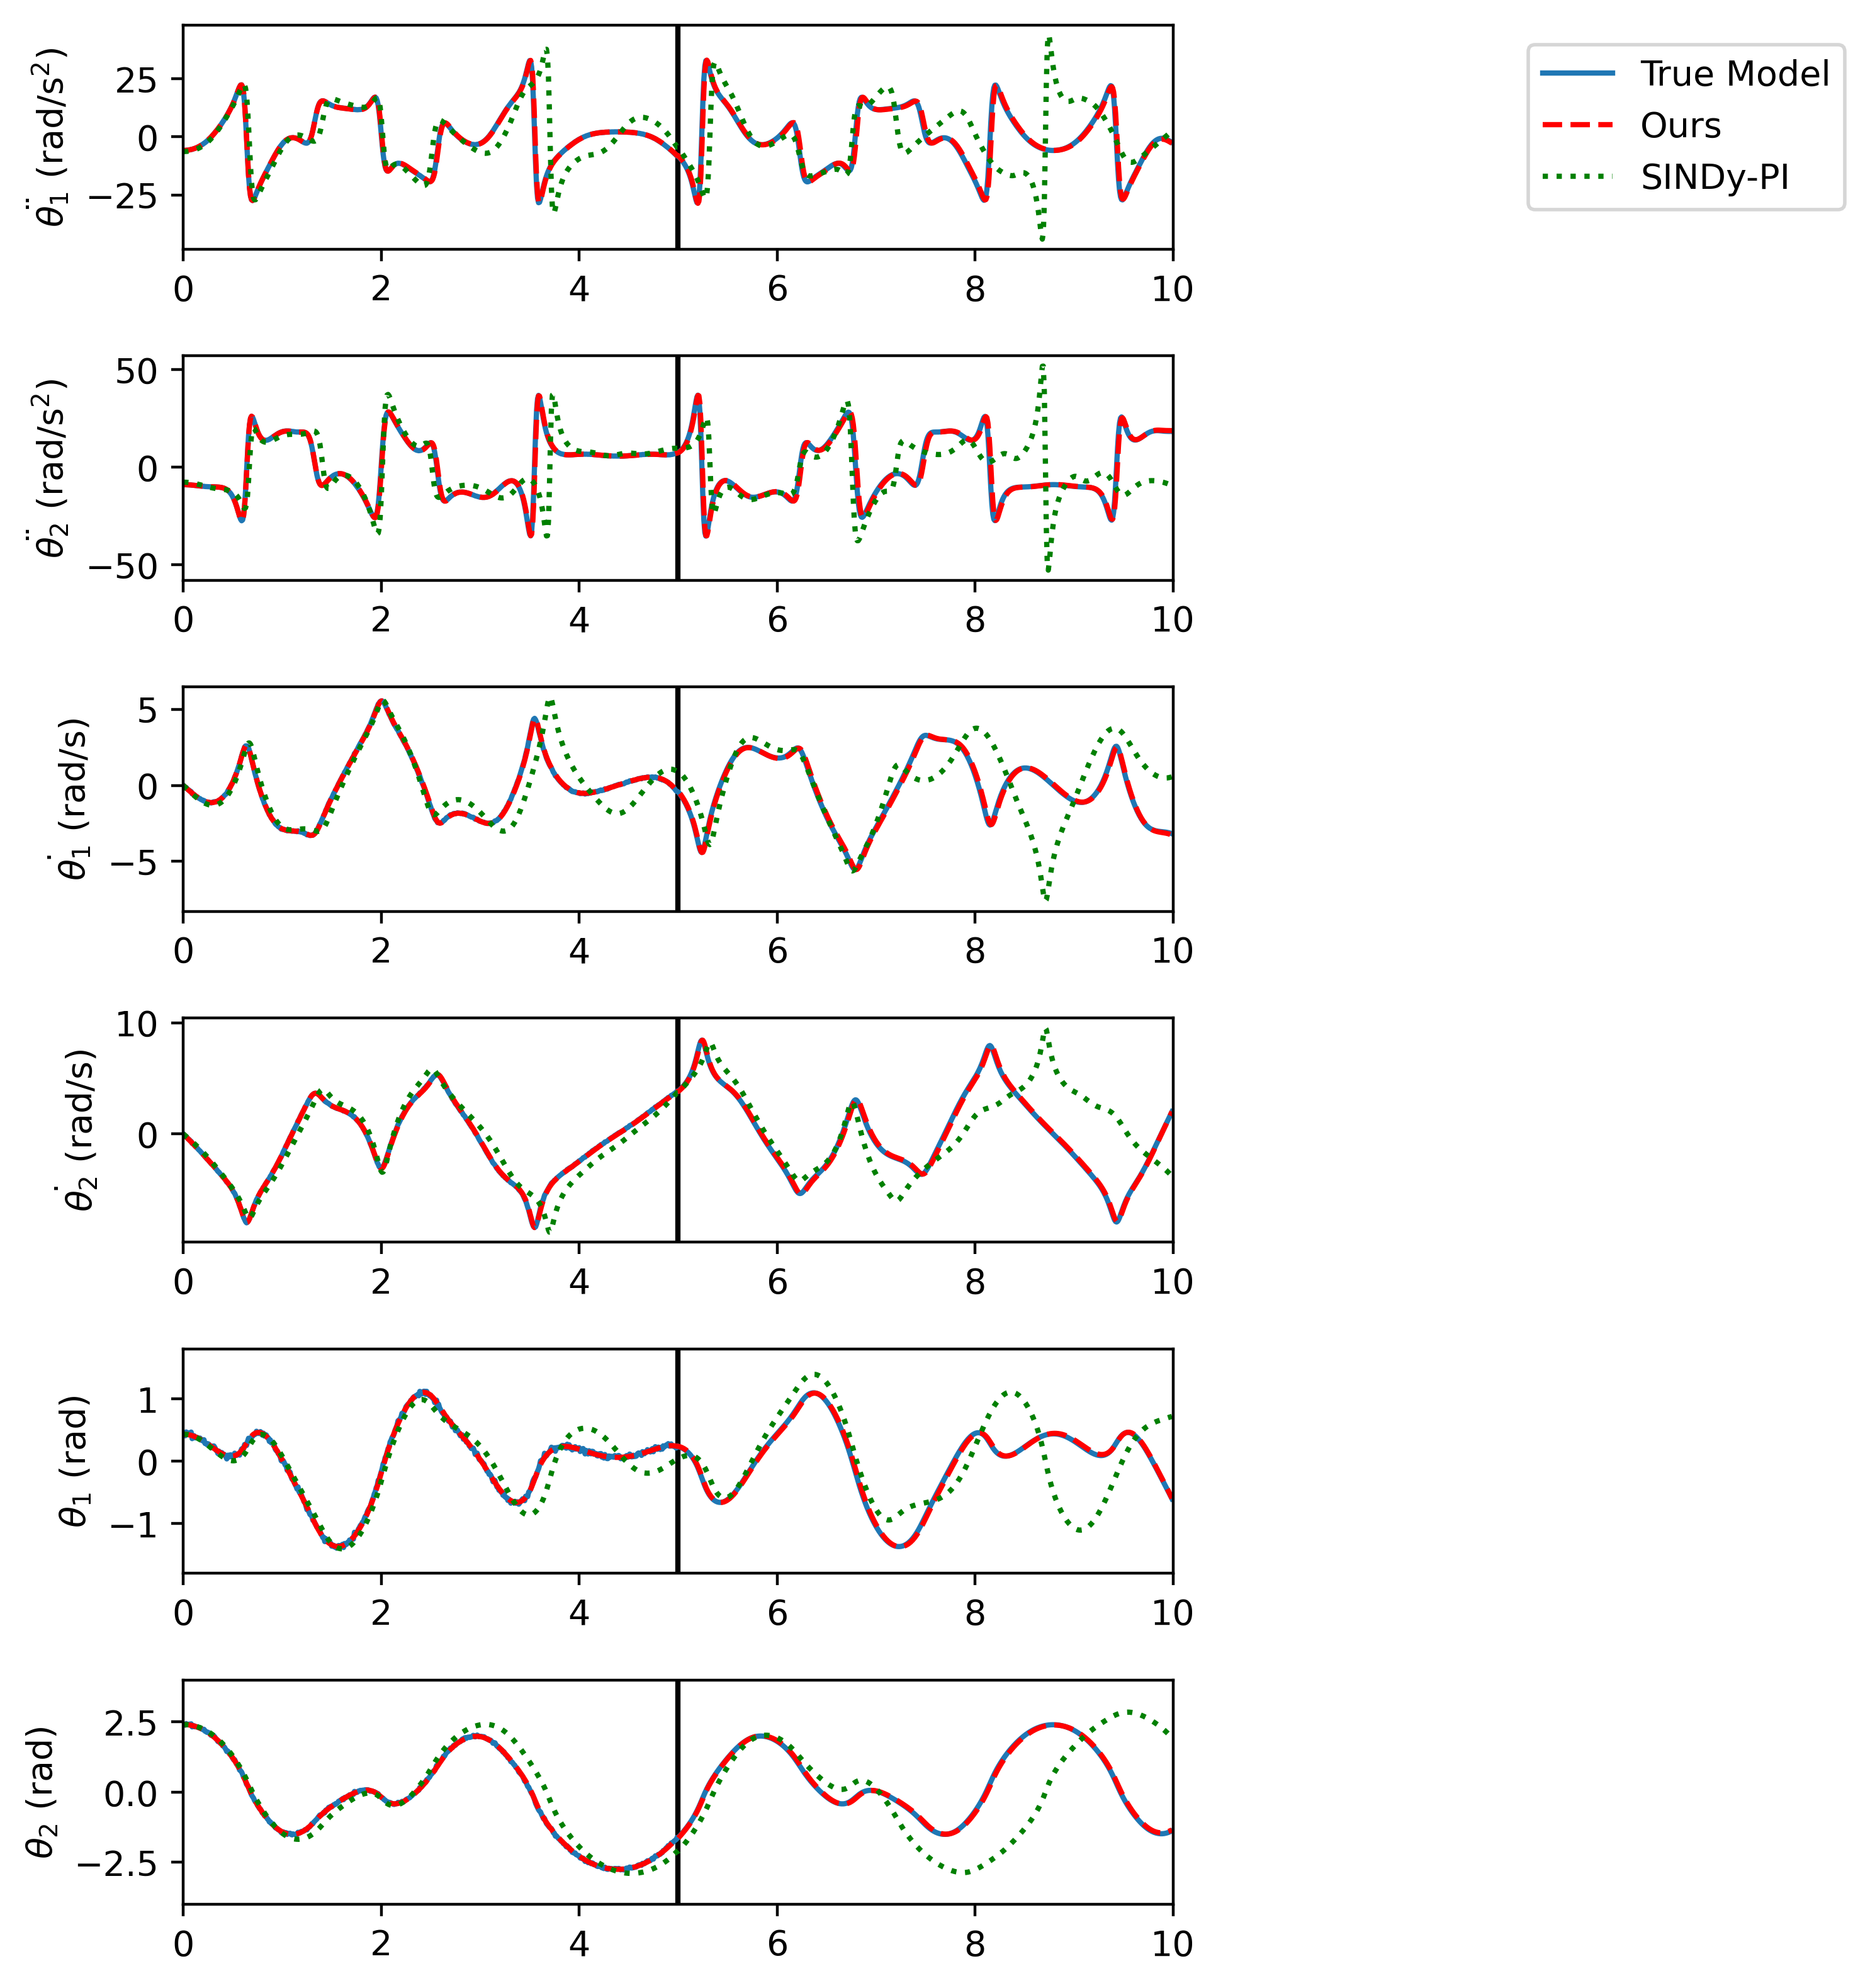 θ̈₁ (rad/s²)
25
0
−25
0 2 4 6 8 10
True Model
Ours
SINDy-PI
θ̈₂ (rad/s²)
50
0
−50
0 2 4 6 8 10
θ̇₁ (rad/s)
5
0
−5
0 2 4 6 8 10
θ̇₂ (rad/s)
10
0
0 2 4 6 8 10
θ₁ (rad)
1
0
−1
0 2 4 6 8 10
θ₂ (rad)
2.5
0.0
−2.5
0 2 4 6 8 10